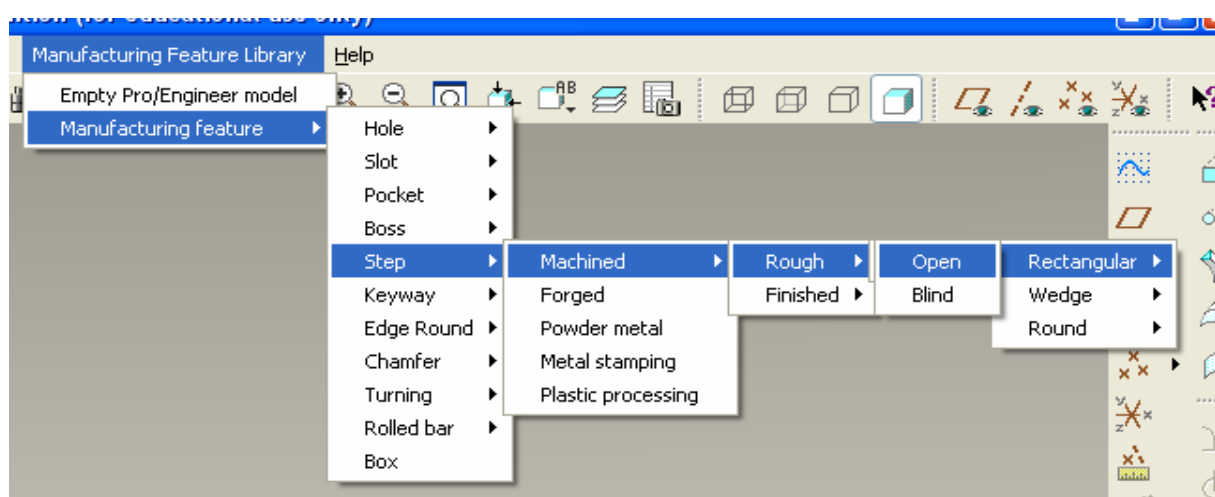 Manufacturing Feature Library Help
Empty Pro/Engineer model
Manufacturing feature
Hole
Slot
Pocket
Boss
Step
Keyway
Edge Round
Chamfer
Turning
Rolled bar
Box
Machined
Forged
Powder metal
Metal stamping
Plastic processing
Rough
Finished
Open
Blind
Rectangular
Wedge
Round